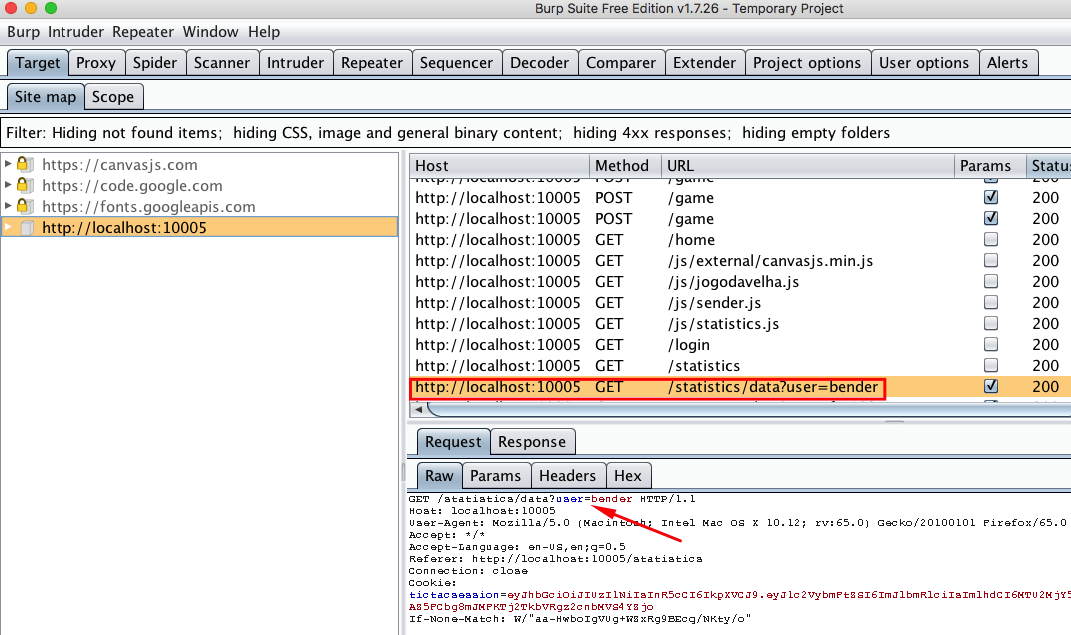 Burp Suite Free Edition v1.7.26 - Temporary Project
Burp Intruder Repeater Window Help
Target Proxy Spider Scanner Intruder Repeater Sequencer Decoder Comparer Extender Project options User options Alerts
Site map Scope
Filter: Hiding not found items; hiding CSS, image and general binary content; hiding 4xx responses; hiding empty folders
https://canvasjs.com
https://code.google.com
https://fonts.googleapis.com
http://localhost:10005
Host Method URL Params Statu
http://localhost:10005 POST /game 200
http://localhost:10005 POST /game 200
http://localhost:10005 POST /game 200
http://localhost:10005 GET /home 200
http://localhost:10005 GET /js/external/canvasjs.min.js 200
http://localhost:10005 GET /js/jogodavelha.js 200
http://localhost:10005 GET /js/sender.js 200
http://localhost:10005 GET /js/statistics.js 200
http://localhost:10005 GET /login 200
http://localhost:10005 GET /statistics 200
http://localhost:10005 GET /statistics/data?user=bender 200
Request Response
Raw Params Headers Hex
GET /statistics/data?user=bender HTTP/1.1
Host: localhost:10005
User-Agent: Mozilla/5.0 (Macintosh; Intel Mac OS X 10.12; rv:65.0) Gecko/20100101 Firefox/65.0
Accept: */*
Accept-Language: en-US,en;q=0.5
Referer: http://localhost:10005/statistics
Connection: close
Cookie:
If-None-Match: